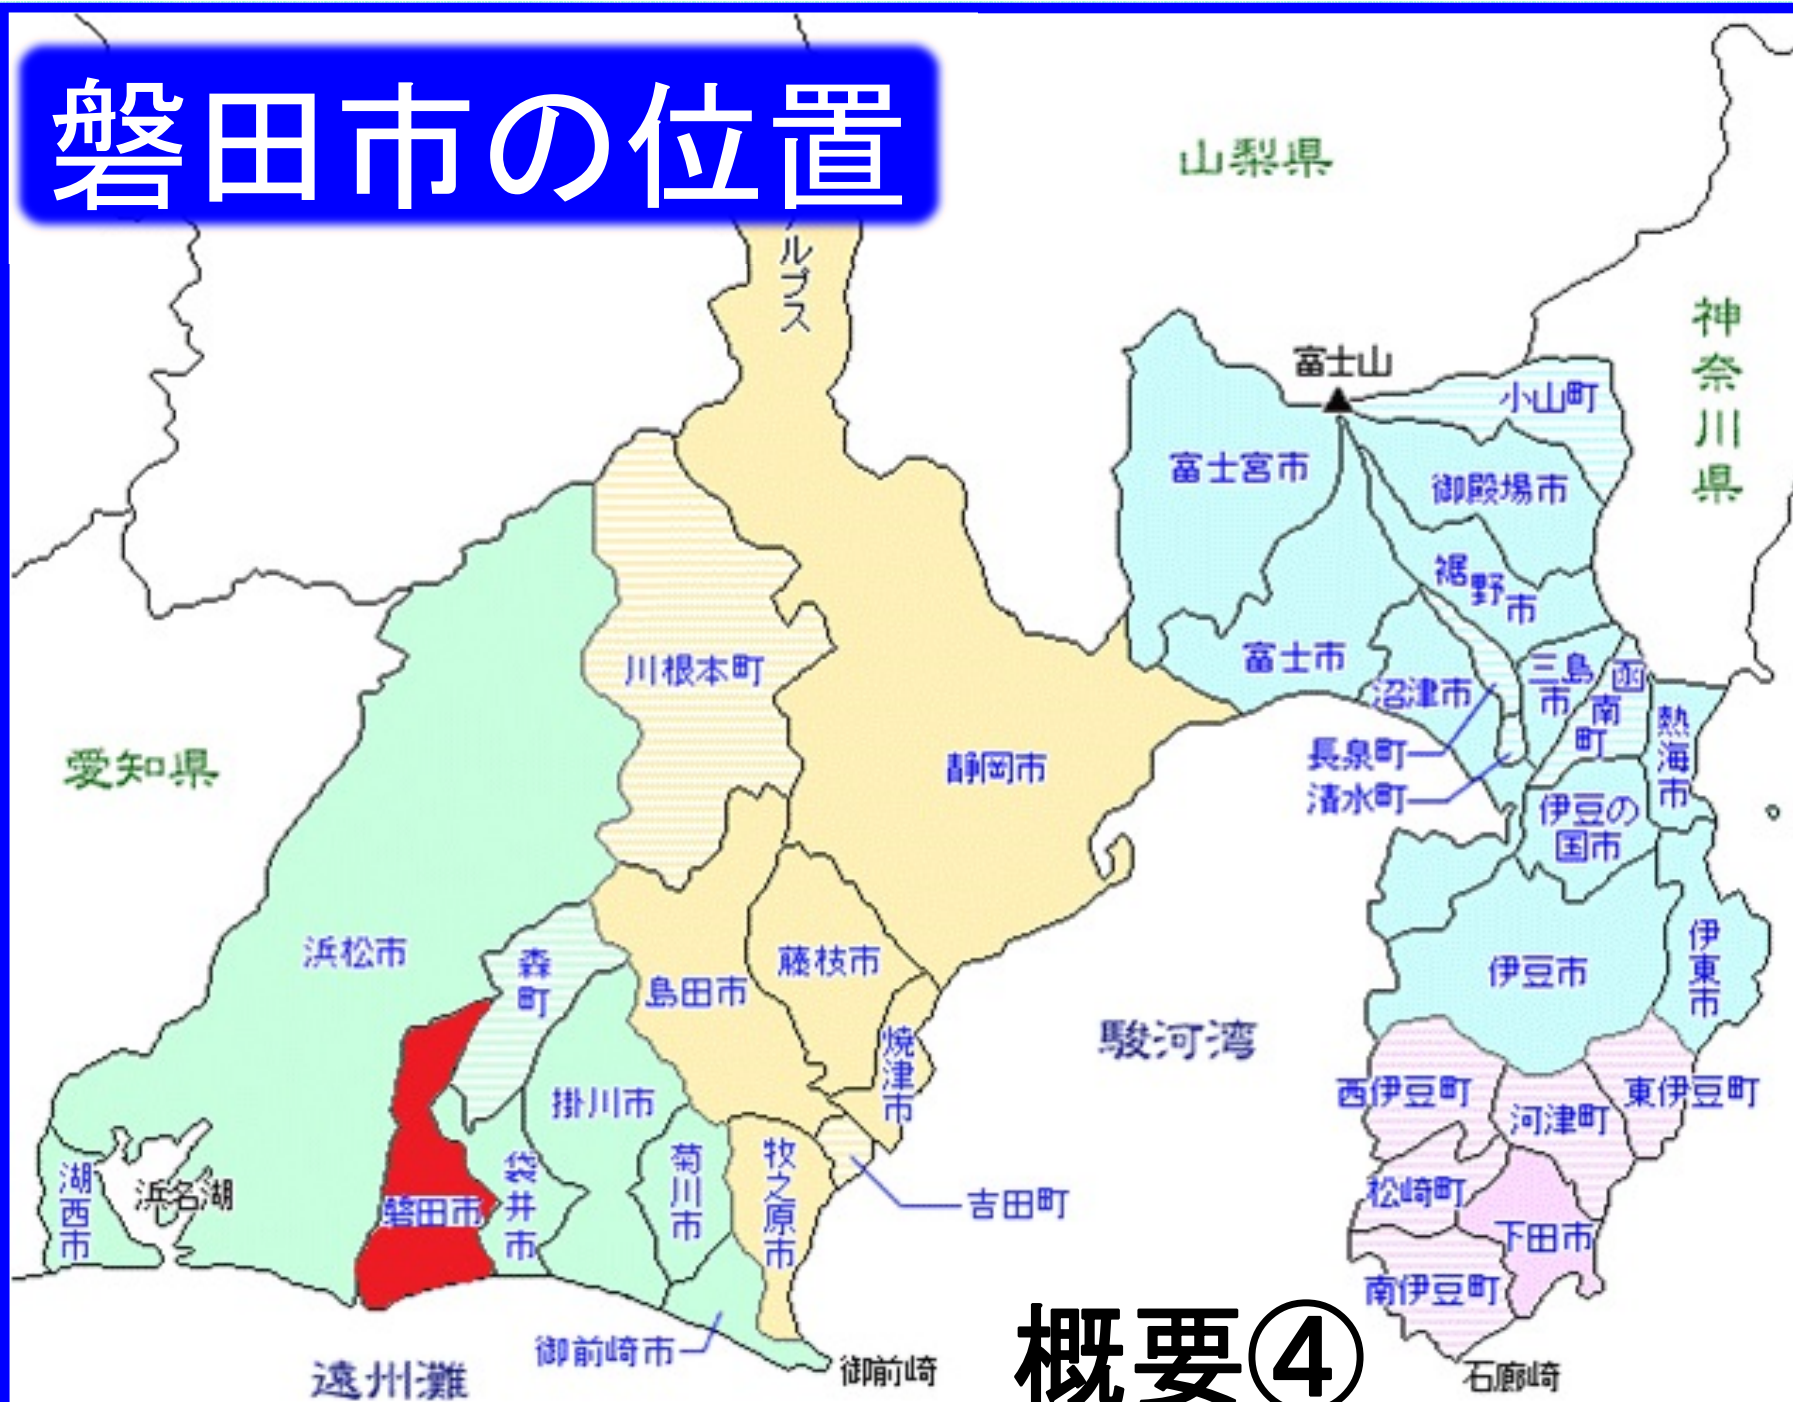 磐田市の位置
山梨県
ルプス
神奈川県
富士山
小山町
富士宮市
御殿場市
裾野市
川根本町
富士市
三島市
函南町
沼津市
熱海市
愛知県
静岡市
長泉町
清水町
伊豆の
国市
浜松市
森町
島田市
藤枝市
伊豆市
伊東市
駿河湾
焼津市
掛川市
西伊豆町
東伊豆町
河津町
湖西市
浜名湖
磐田市
袋井市
菊川市
牧之原市
吉田町
松崎町
下田市
南伊豆町
御前崎市
御前崎
遠州灘
概要④
石廊崎